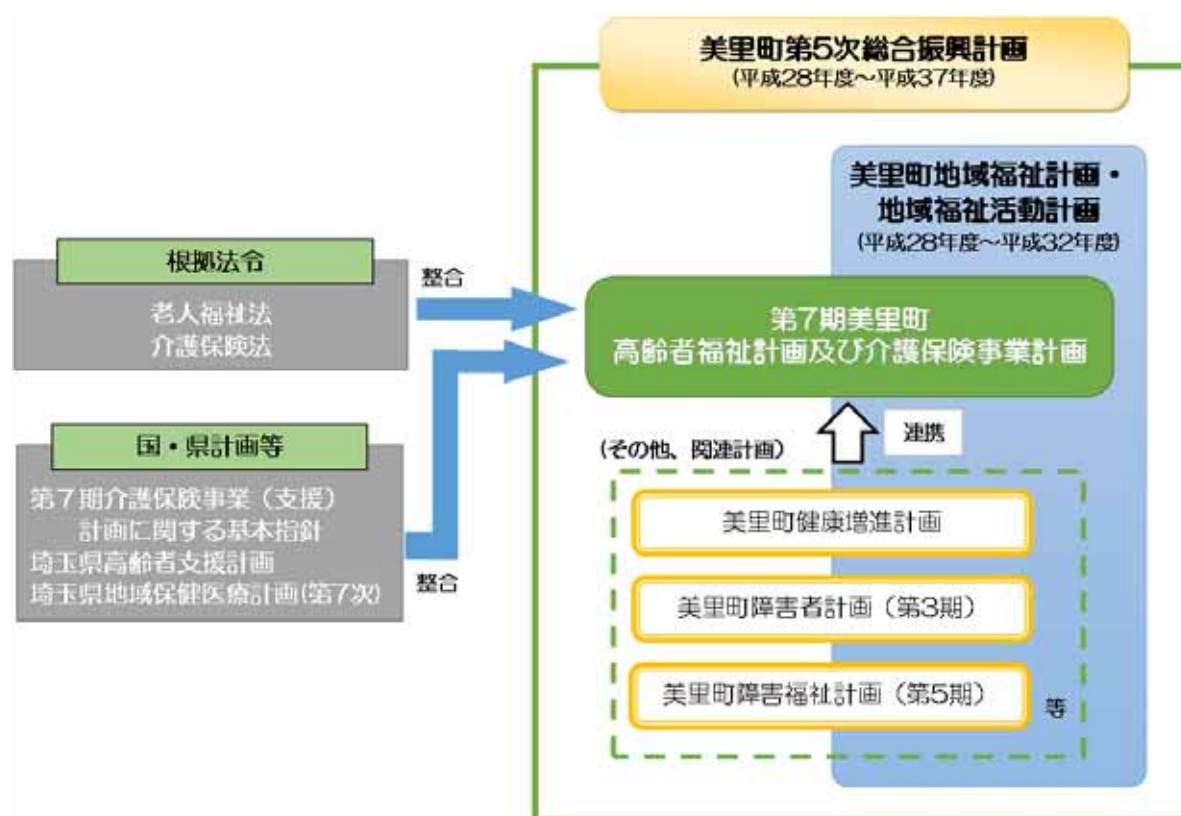 美里町第5次総合振興計画
(平成28年度～平成37年度)
美里町地域福祉計画・
地域福祉活動計画
(平成28年度～平成32年度)
根拠法令
老人福祉法
介護保険法
整合
第7期美里町
高齢者福祉計画及び介護保険事業計画
国・県計画等
第7期介護保険事業（支援）
計画に関する基本指針
埼玉県高齢者支援計画
埼玉県地域保健医療計画(第7次)
整合
連携
(その他、関連計画)
美里町健康増進計画
美里町障害者計画（第3期）
美里町障害福祉計画（第5期）
等